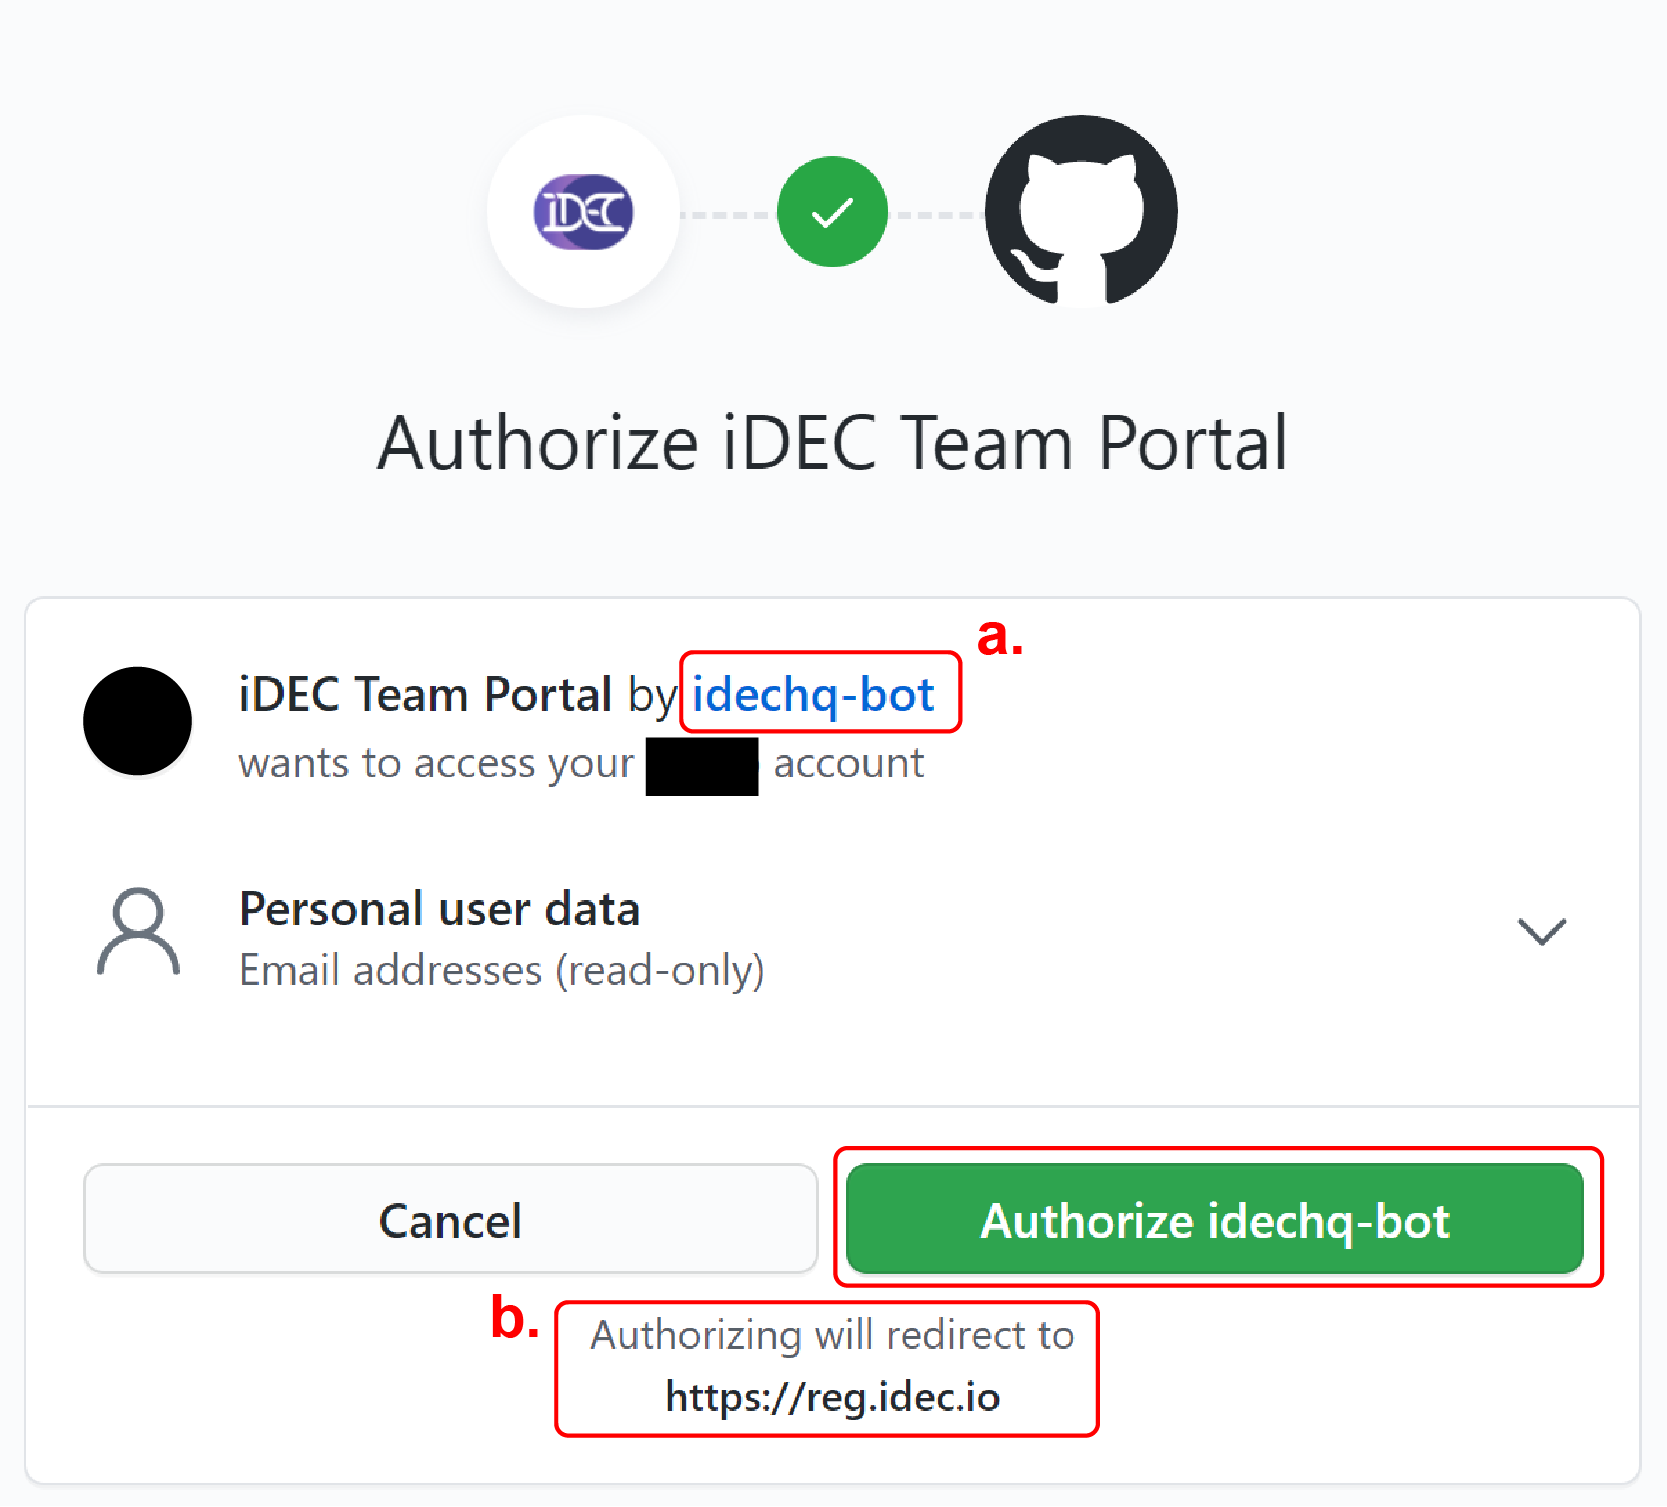 iDEC
Authorize iDEC Team Portal
a.
iDEC Team Portal by idechq-bot
wants to access your account
Personal user data
Email addresses (read-only)
Cancel
Authorize idechq-bot
b.
Authorizing will redirect to
https://reg.idec.io